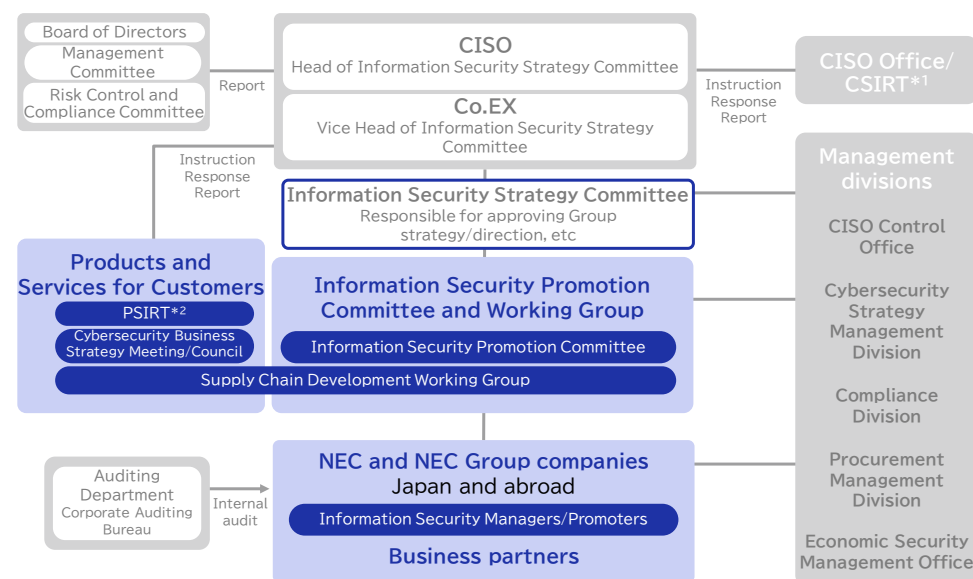 Board of Directors
Management
Committee
Risk Control and
Compliance Committee
Report
CISO
Head of Information Security Strategy Committee
Co.EX
Vice Head of Information Security Strategy
Committee
Instruction
Response
Report
CISO Office/
CSIRT*1
Instruction
Response
Report
Information Security Strategy Committee
Responsible for approving Group
strategy/direction, etc
Products and
Services for Customers
PSIRT*2
Cybersecurity Business
Strategy Meeting/Council
Information Security Promotion
Committee and Working Group
Information Security Promotion Committee
Supply Chain Development Working Group
Auditing
Department
Corporate Auditing
Bureau
Internal
audit
NEC and NEC Group companies
Japan and abroad
Information Security Managers/Promoters
Business partners
Management
divisions
CISO Control
Office
Cybersecurity
Strategy
Management
Division
Compliance
Division
Procurement
Management
Division
Economic Security
Management Office